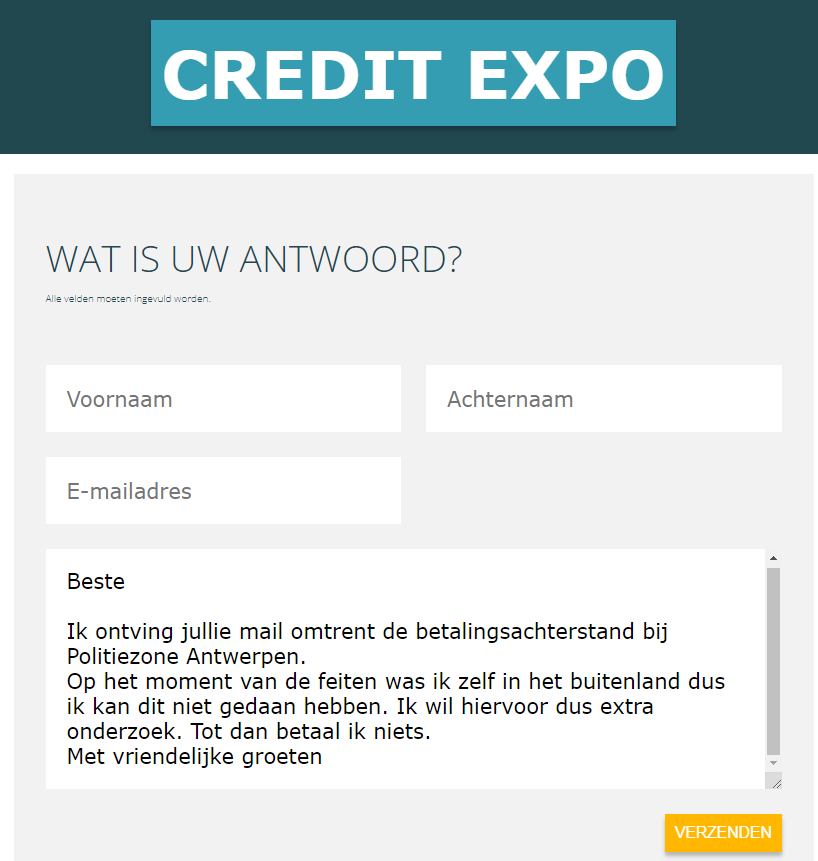 CREDIT EXPO
WAT IS UW ANTWOORD?
Alle velden moeten ingevuld worden.
Voornaam
Achternaam
E-mailadres
Beste
Ik ontving jullie mail omtrent de betalingsachterstand bij
Politiezone Antwerpen.
Op het moment van de feiten was ik zelf in het buitenland dus
ik kan dit niet gedaan hebben. Ik wil hiervoor dus extra
onderzoek. Tot dan betaal ik niets.
Met vriendelijke groeten
VERZENDEN